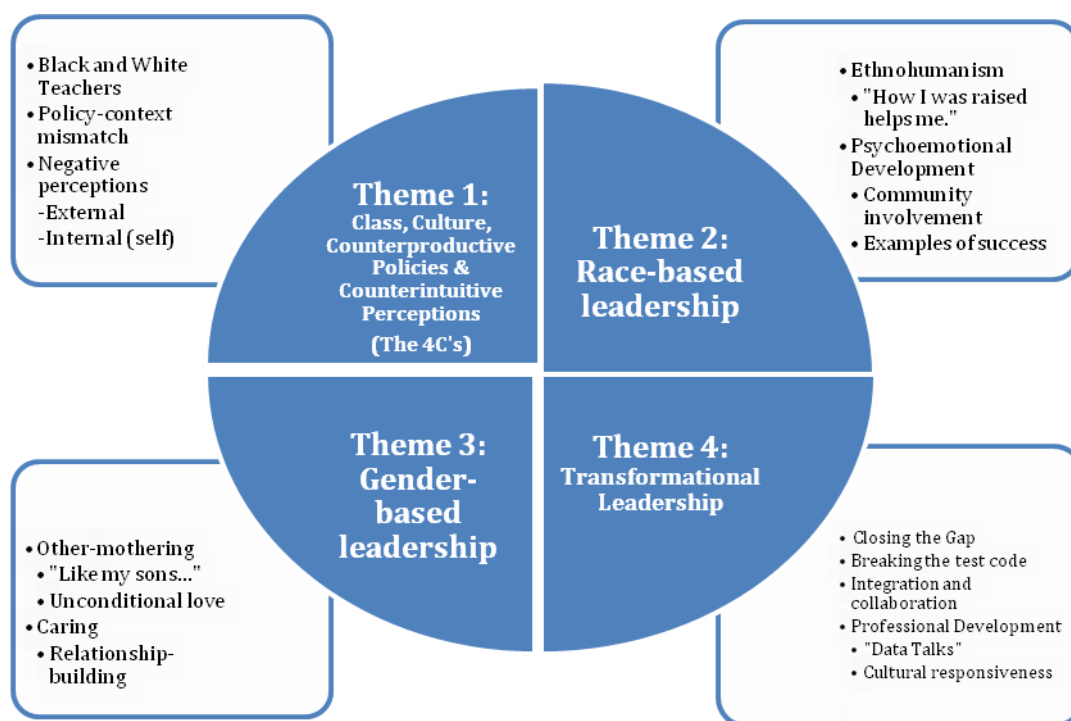 • Black and White
Teachers
• Policy-context
mismatch
• Negative
perceptions
-External
-Internal (self)
• Ethnohumanism
• "How I was raised
helps me."
• Psychoemotional
Development
• Community
involvement
• Examples of success
Theme 1:
Class, Culture,
Counterproductive
Policies &
Counterintuitive
Perceptions
(The 4C's)
Theme 2:
Race-based
leadership
Theme 3:
Gender-
based
leadership
Theme 4:
Transformational
Leadership
• Other-mothering
• "Like my sons..."
• Unconditional love
• Caring
• Relationship-
building
• Closing the Gap
• Breaking the test code
• Integration and
collaboration
• Professional Development
• "Data Talks"
• Cultural responsiveness